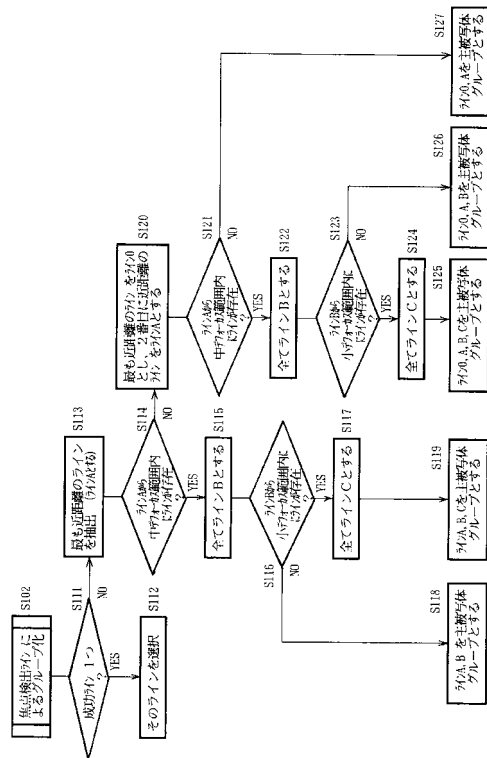 S102
焦点検出ラインに
よるグループ化
S111
成功ライン 1つ
?
YES
NO
S112
そのラインを選択
S113
最も近距離のライン
を抽出 (ラインAとする)
S114
ラインAから
中デフォーカス範囲内
にラインが存在
?
YES
NO
S115
全てラインBとする
S116
ラインBから
小デフォーカス範囲内に
ラインが存在
?
NO
YES
S117
全てラインCとする
S118
ラインA, B を主被写体
グループとする
S119
ラインA, B, Cを主被写体
グループとする
S120
最も近距離のラインをライン0
とし、2番目に近距離の
ラインをラインAとする
S121
ラインAから
中デフォーカス範囲内
にラインが存在
?
YES
NO
S122
全てラインBとする
S123
ラインBから
小デフォーカス範囲内に
ラインが存在
?
YES
NO
S124
全てラインCとする
S125
ライン0, A, B, Cを主被写体
グループとする
S126
ライン0, A, Bを主被写体
グループとする
S127
ライン0, Aを主被写体
グループとする